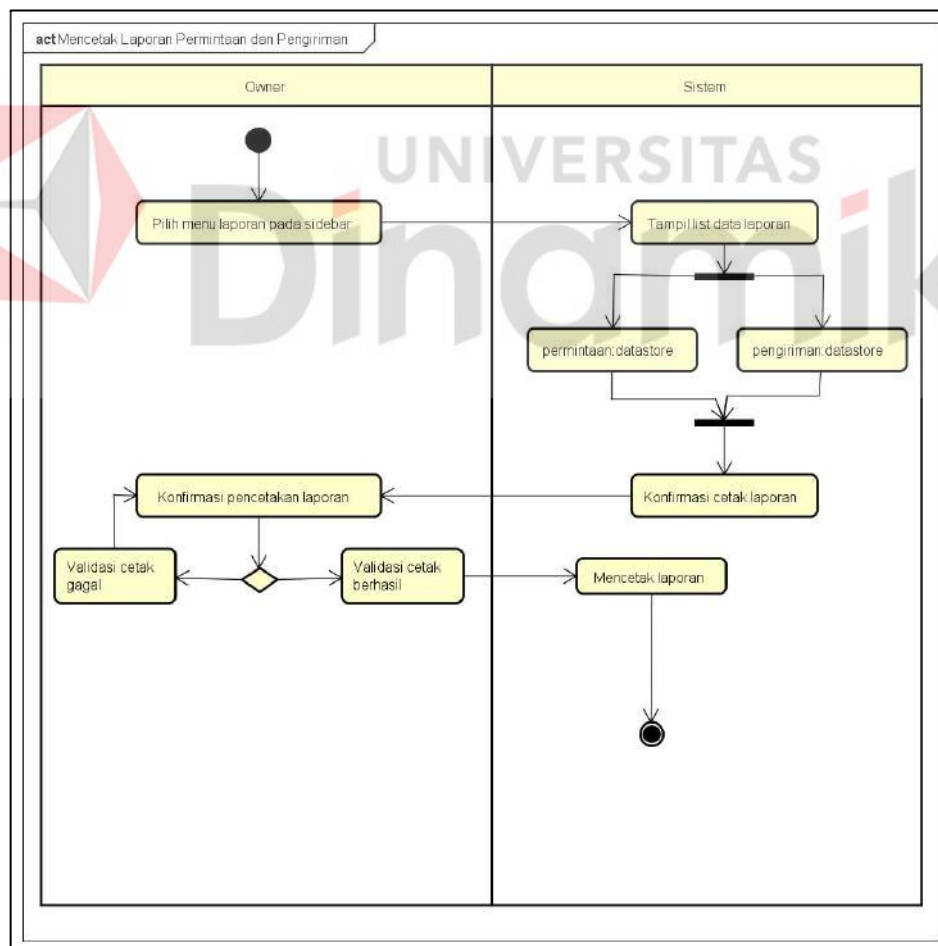 act Mencetak Laporan Permintaan dan Pengiriman
Owner
Sistem
UNIVERSITAS
Dinamik
Pilih menu laporan pada sidebar
Tampil list data laporan
permintaan:datastore
pengiriman:datastore
Konfirmasi pencetakan laporan
Konfirmasi cetak laporan
Validasi cetak
gagal
Validasi cetak
berhasil
Mencetak laporan